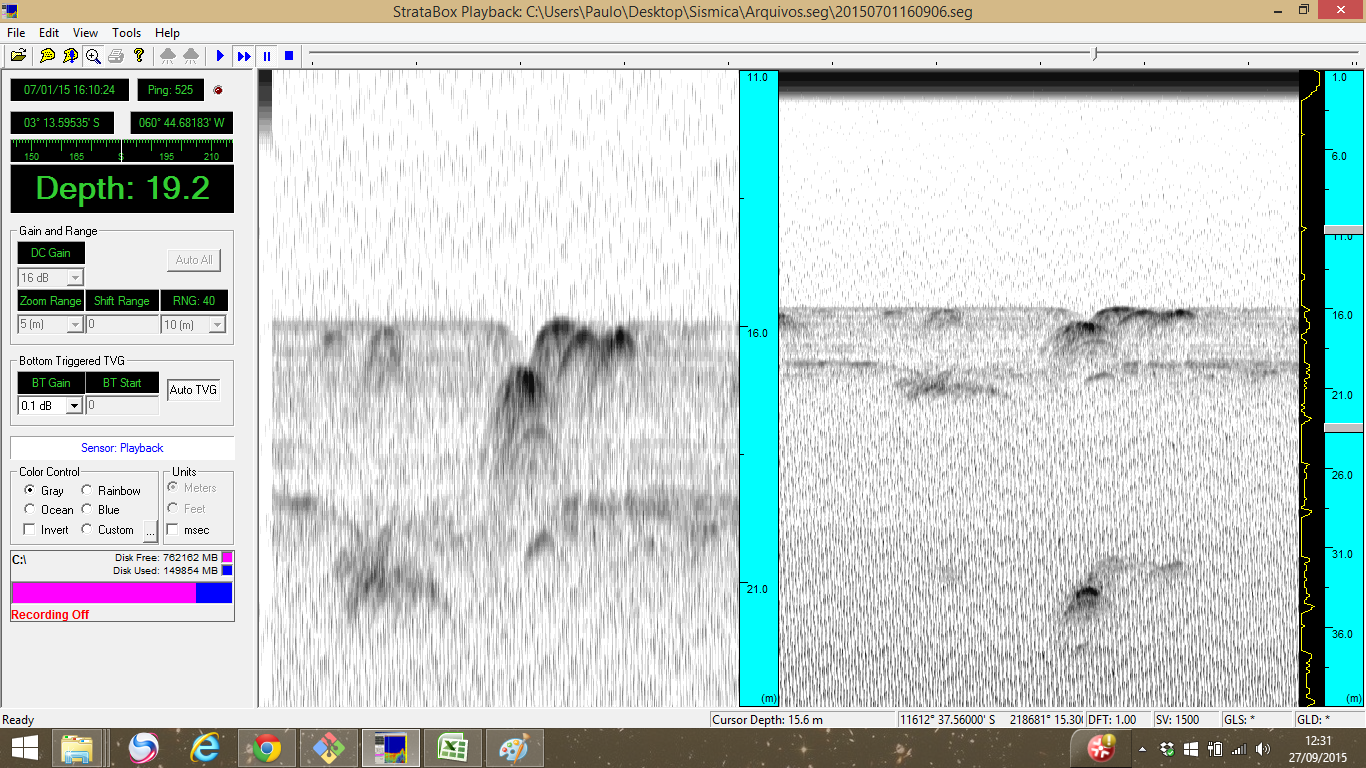 StrataBox Playback: C:\Users\Paulo\Desktop\Sismica\Arquivos.seg\20150701160906.seg
File Edit View Tools Help
07/01/15 16:10:24 Ping: 525
03° 13.59535' S 060° 44.68183' W
150 165 S 195 210
Depth: 19.2
Gain and Range
DC Gain
Auto All
16 dB
Zoom Range Shift Range RNG: 40
5 (m) 0 10 (m)
Bottom Triggered TVG
BT Gain BT Start
Auto TVG
0.1 dB 0
Sensor: Playback
Color Control
Gray Rainbow
Ocean Blue
Invert Custom ...
Units
Meters
Feet
msec
C:\ Disk Free: 762162 MB
Disk Used: 149854 MB
Recording Off
11.0
16.0
21.0
(m)
1.0
6.0
11.0
16.0
21.0
26.0
31.0
36.0
(m)
Ready
Cursor Depth: 15.6 m
11612° 37.56000' S 218681° 15.300
DFT: 1.00
SV: 1500
GLS: *
GLD: *
12:31
27/09/2015